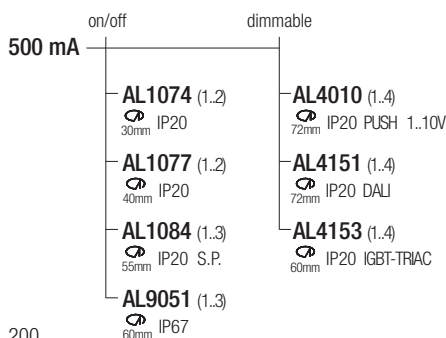 on/off dimmable
500 mA
AL1074 (1..2) AL4010 (1..4)
30mm IP20 72mm IP20 PUSH 1..10V
AL1077 (1..2) AL4151 (1..4)
40mm IP20 72mm IP20 DALI
AL1084 (1..3) AL4153 (1..4)
55mm IP20 S.P. 60mm IP20 IGBT-TRIAC
AL9051 (1..3)
60mm IP67
200